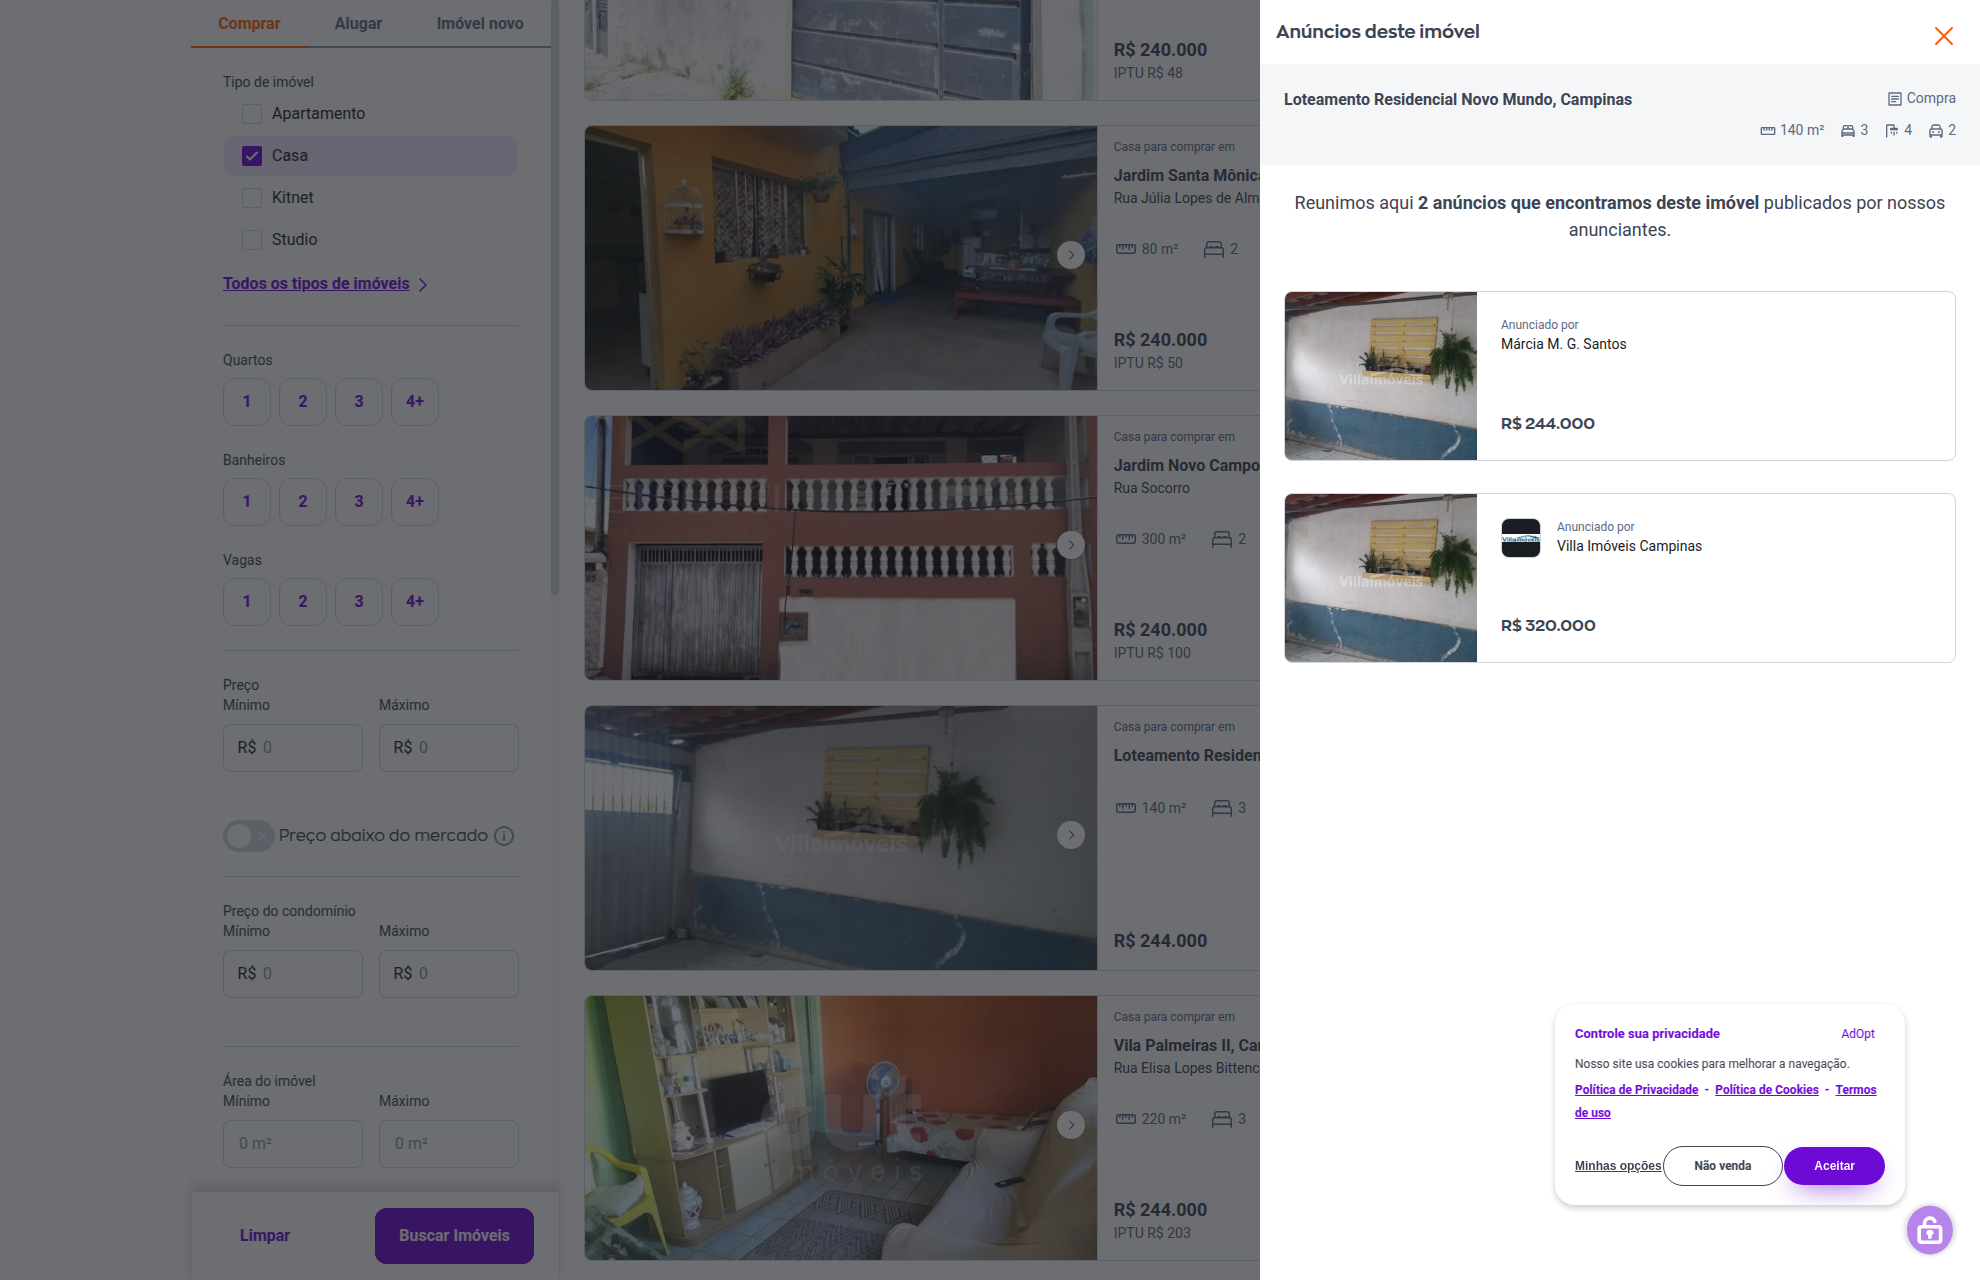 Comprar
Alugar
Imóvel novo
Tipo de imóvel
Apartamento
Casa
Kitnet
Studio
Todos os tipos de imóveis
Quartos
1 2 3 4+
Banheiros
1 2 3 4+
Vagas
1 2 3 4+
Preço
Mínimo Máximo
R$ 0 R$ 0
Preço abaixo do mercado
Preço do condomínio
Mínimo Máximo
R$ 0 R$ 0
Área do imóvel
Mínimo Máximo
0 m² 0 m²
Limpar
Buscar Imóveis
R$ 240.000
IPTU R$ 48
Casa para comprar em
Jardim Santa Mônic
Rua Júlia Lopes de Alm
80 m² 2
R$ 240.000
IPTU R$ 50
Casa para comprar em
Jardim Novo Campo
Rua Socorro
300 m² 2
R$ 240.000
IPTU R$ 100
VillaImóveis
Casa para comprar em
Loteamento Residen
140 m² 3
R$ 244.000
imóveis
Casa para comprar em
Vila Palmeiras II, Ca
Rua Elisa Lopes Bittenc
220 m² 3
R$ 244.000
IPTU R$ 203
Anúncios deste imóvel
Loteamento Residencial Novo Mundo, Campinas
Compra
140 m² 3 4 2
Reunimos aqui 2 anúncios que encontramos deste imóvel publicados por nossos
anunciantes.
VillaImóveis
Anunciado por
Márcia M. G. Santos
R$ 244.000
VillaImóveis
VillaImóveis
Anunciado por
Villa Imóveis Campinas
R$ 320.000
Controle sua privacidade
AdOpt
Nosso site usa cookies para melhorar a navegação.
Política de Privacidade - Política de Cookies - Termos
de uso
Minhas opções
Não venda
Aceitar